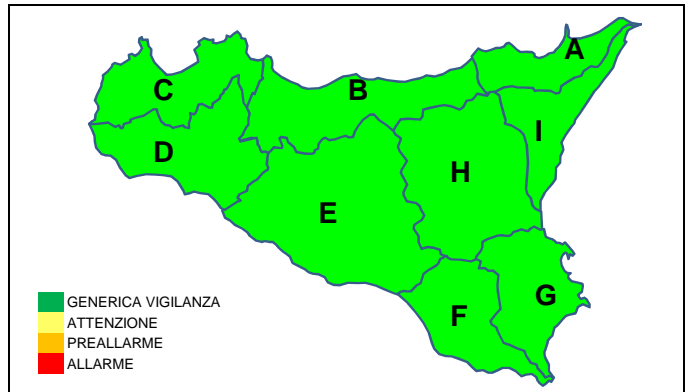 A
B
C
I
D
H
E
G
F
GENERICA VIGILANZA
ATTENZIONE
PREALLARME
ALLARME